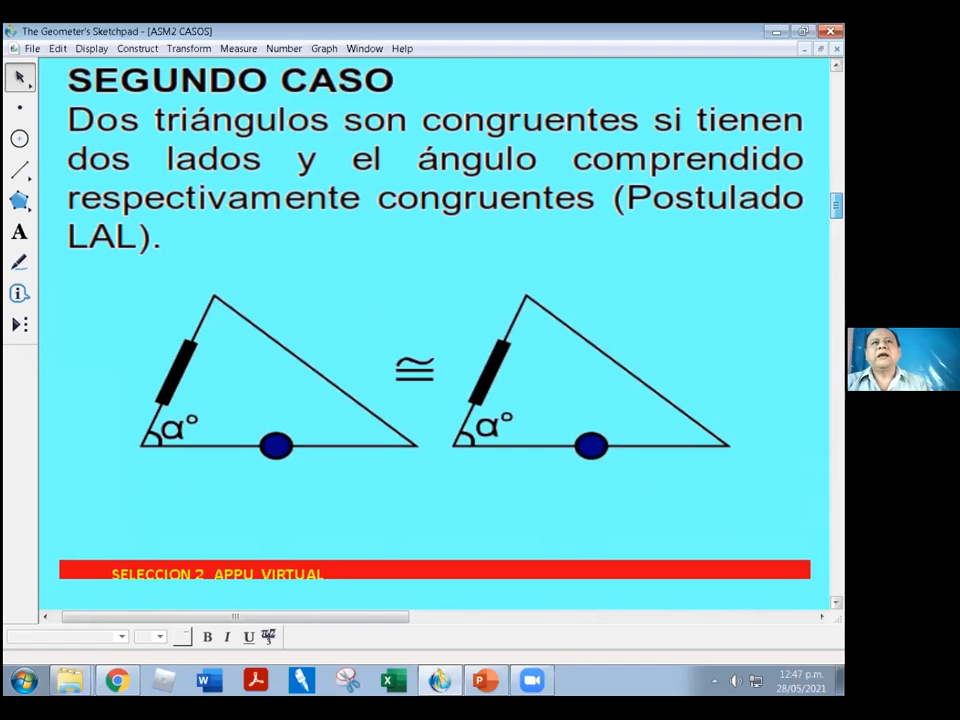 The Geometer's Sketchpad - [ASM2 CASOS]
File Edit Display Construct Transform Measure Number Graph Window Help
SEGUNDO CASO
Dos triángulos son congruentes si tienen
dos lados y el ángulo comprendido
respectivamente congruentes (Postulado
LAL).
≅
α° α°
SELECCION 2 APPU VIRTUAL
A
B I U
12:47 p.m.
28/05/2021